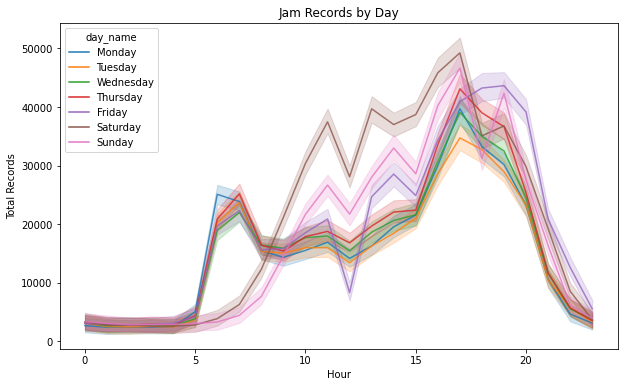 Jam Records by Day
day_name
Monday
Tuesday
Wednesday
Thursday
Friday
Saturday
Sunday
50000
40000
30000
20000
10000
0
Total Records
0 5 10 15 20
Hour